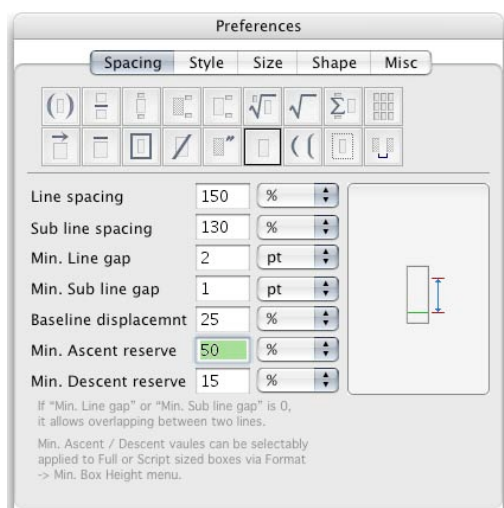 Preferences
Spacing Style Size Shape Misc
Line spacing 150 %
Sub line spacing 130 %
Min. Line gap 2 pt
Min. Sub line gap 1 pt
Baseline displacemnt 25 %
Min. Ascent reserve 50 %
Min. Descent reserve 15 %
If “Min. Line gap” or “Min. Sub line gap” is 0,
it allows overlapping between two lines.
Min. Ascent / Descent vaules can be selectably
applied to Full or Script sized boxes via Format
-> Min. Box Height menu.